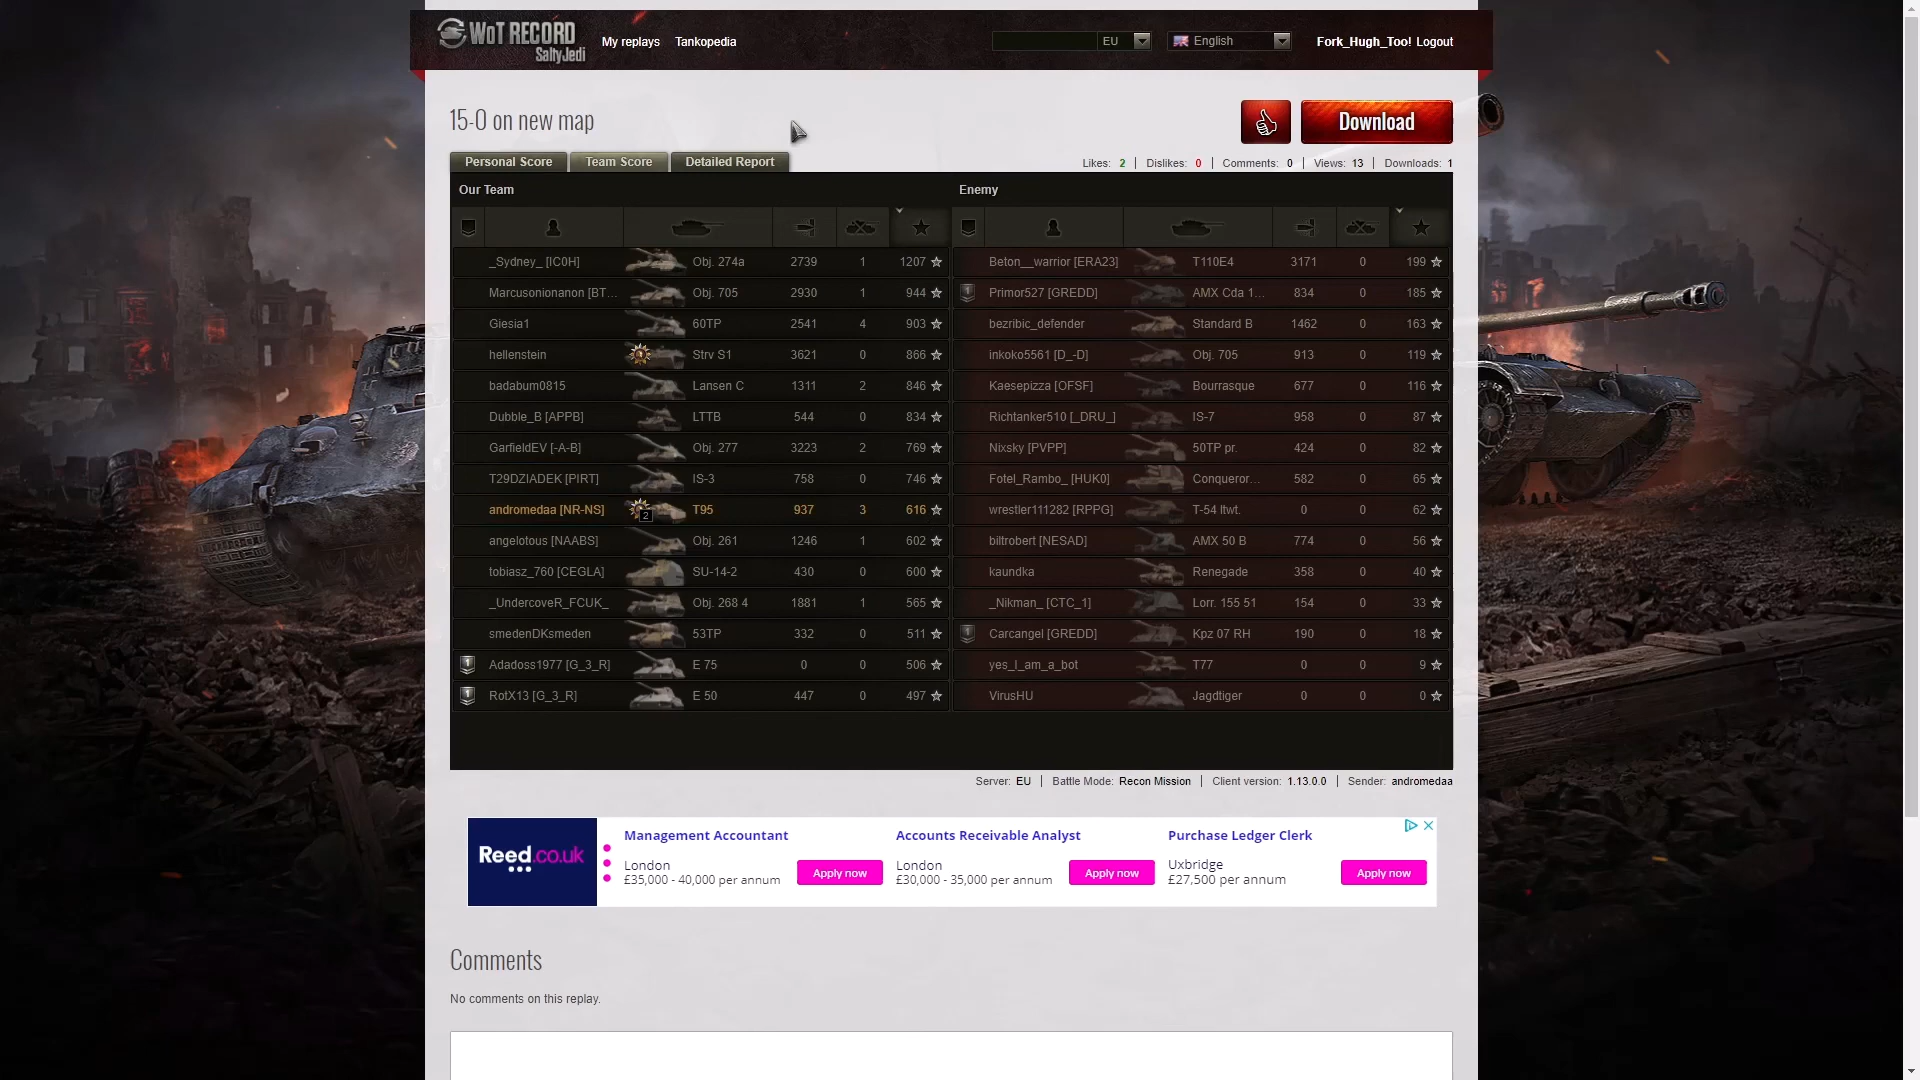 WoT RECORD
SaltyJedi
My replays Tankopedia EU English Fork_Hugh_Too! Logout
15-0 on new map
Download
Personal Score Team Score Detailed Report
Likes: 2 | Dislikes: 0 | Comments: 0 | Views: 13 | Downloads: 1
Our Team Enemy
_Sydney_ [IC0H] Obj. 274a 2739 1 1207 Beton__warrior [ERA23] T110E4 3171 0 199
Marcusonionanon [BT... Obj. 705 2930 1 944 Primor527 [GREDD] AMX Cda 1... 834 0 185
Giesia1 60TP 2541 4 903 bezribic_defender Standard B 1462 0 163
hellenstein Strv S1 3621 0 866 inkoko5561 [D_-D] Obj. 705 913 0 119
badabum0815 Lansen C 1311 2 846 Kaesepizza [OFSF] Bourrasque 677 0 116
Dubble_B [APPB] LTTB 544 0 834 Richtanker510 [_DRU_] IS-7 958 0 87
GarfieldEV [-A-B] Obj. 277 3223 2 769 Nixsky [PVPP] 50TP pr. 424 0 82
T29DZIADEK [PIRT] IS-3 758 0 746 Fotel_Rambo_ [HUK0] Conqueror... 582 0 65
andromedaa [NR-NS] 2 T95 937 3 616 wrestler111282 [RPPG] T-54 ltwt. 0 0 62
angelotous [NAABS] Obj. 261 1246 1 602 biltrobert [NESAD] AMX 50 B 774 0 56
tobiasz_760 [CEGLA] SU-14-2 430 0 600 kaundka Renegade 358 0 40
_UndercoveR_FCUK_ Obj. 268 4 1881 1 565 _Nikman_ [CTC_1] Lorr. 155 51 154 0 33
smedenDKsmeden 53TP 332 0 511 Carcangel [GREDD] Kpz 07 RH 190 0 18
Adadoss1977 [G_3_R] E 75 0 0 506 yes_I_am_a_bot T77 0 0 9
RotX13 [G_3_R] E 50 447 0 497 VirusHU Jagdtiger 0 0 0
Server: EU | Battle Mode: Recon Mission | Client version: 1.13.0.0 | Sender: andromedaa
Reed.co.uk
Management Accountant
London
£35,000 - 40,000 per annum
Apply now
Accounts Receivable Analyst
London
£30,000 - 35,000 per annum
Apply now
Purchase Ledger Clerk
Uxbridge
£27,500 per annum
Apply now
Comments
No comments on this replay.